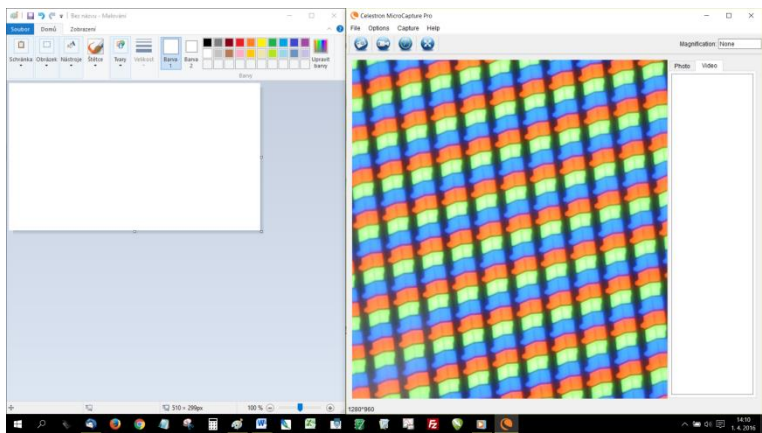 Bez názvu - Malování
Soubor Domů Zobrazení
Schránka Obrázek Nástroje Štětce Tvary Velikost Barva 1 Barva 2 Upravit barvy
Barvy
510 × 299px 100 %
Celestron MicroCapture Pro
File Options Capture Help
Magnification: None
Photo Video
1280*960
14:10
1. 4. 2016